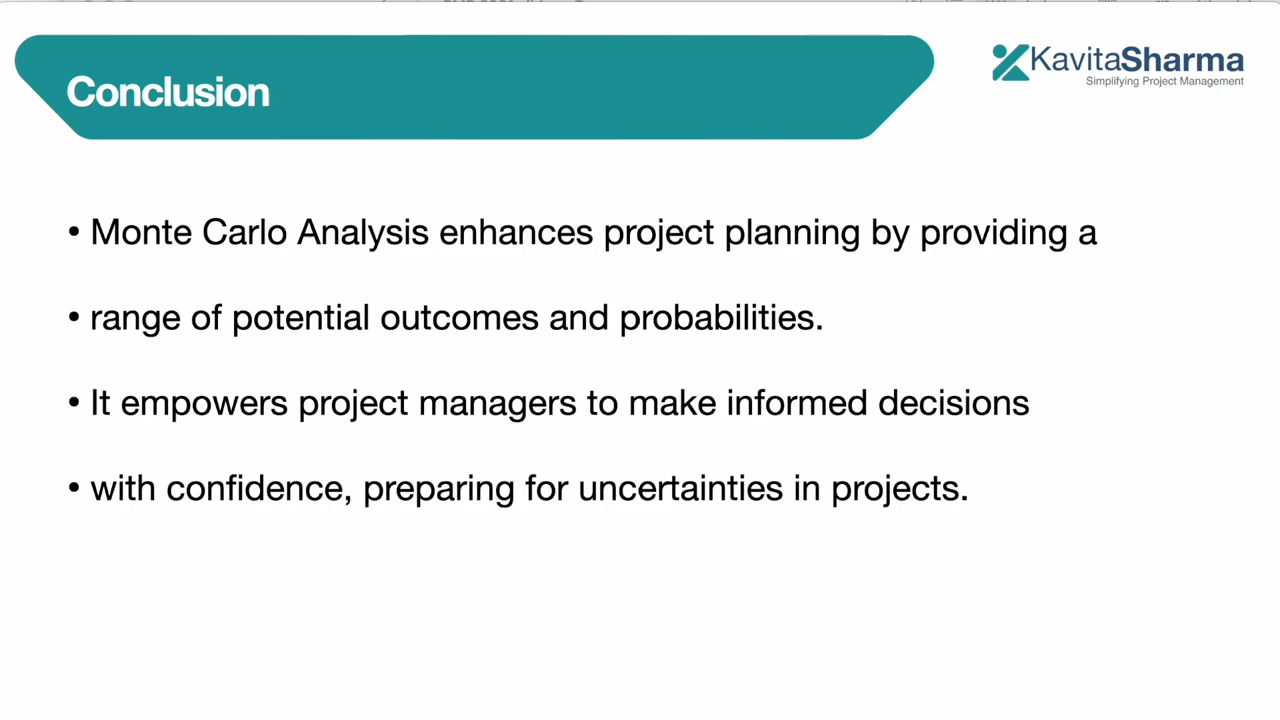 Conclusion
KavitaSharma
Simplifying Project Management
• Monte Carlo Analysis enhances project planning by providing a
• range of potential outcomes and probabilities.
• It empowers project managers to make informed decisions
• with confidence, preparing for uncertainties in projects.